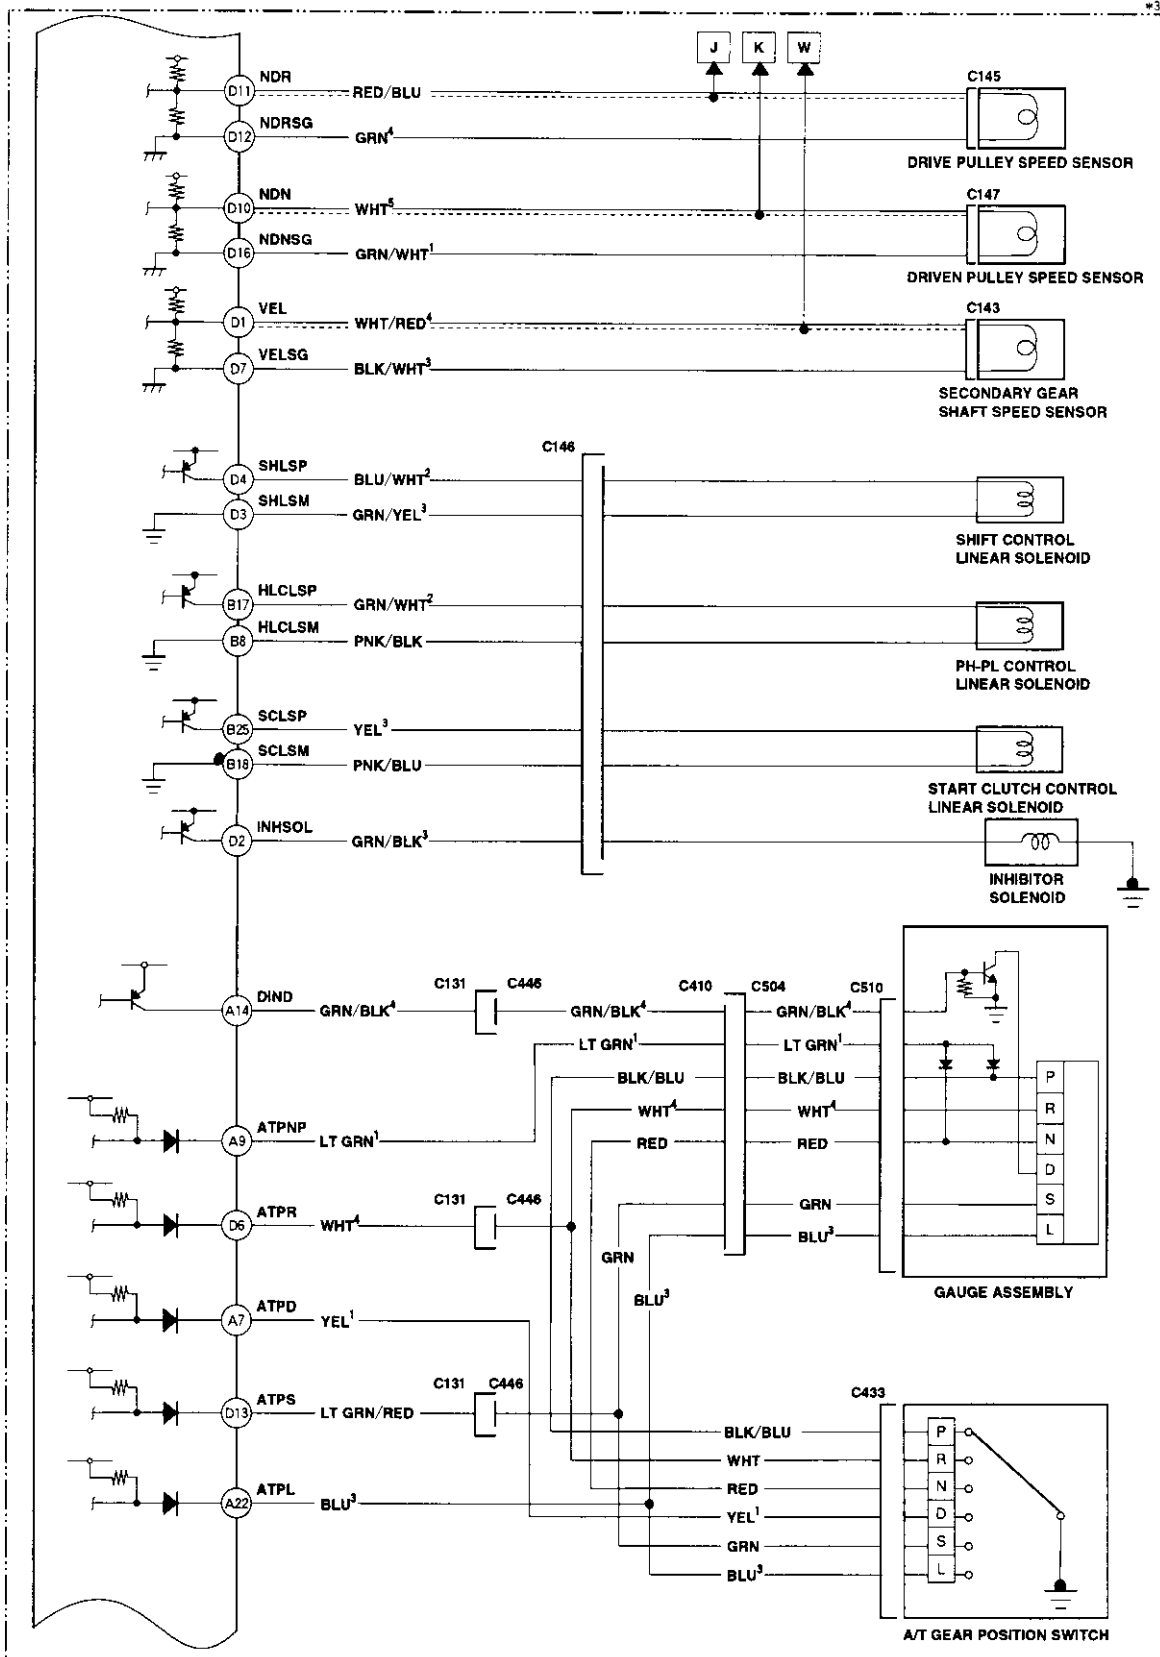 *3
J K W
NDR
D11 RED/BLU C145
NDRSG
D12 GRN4
DRIVE PULLEY SPEED SENSOR
NDN
D10 WHT5 C147
NDNSG
D16 GRN/WHT1
DRIVEN PULLEY SPEED SENSOR
VEL
D1 WHT/RED4 C143
VELSG
D7 BLK/WHT3
SECONDARY GEAR
SHAFT SPEED SENSOR
C146
SHLSP
D4 BLU/WHT2
SHLSM
D3 GRN/YEL3
SHIFT CONTROL
LINEAR SOLENOID
HLCLSP
B17 GRN/WHT2
HLCLSM
B8 PNK/BLK
PH-PL CONTROL
LINEAR SOLENOID
SCLSP
B25 YEL3
SCLSM
B18 PNK/BLU
START CLUTCH CONTROL
LINEAR SOLENOID
INHSOL
D2 GRN/BLK3
INHIBITOR
SOLENOID
DIND C131 C446 C410 C504 C510
A14 GRN/BLK4 GRN/BLK4 GRN/BLK4
LT GRN1 LT GRN1
BLK/BLU BLK/BLU P
WHT4 WHT4 R
ATPNP
A9 LT GRN1 RED RED N
D
ATPR C131 C446 GRN S
D6 WHT4 BLU3 L
GRN
GAUGE ASSEMBLY
BLU3
ATPD
A7 YEL1
ATPS C131 C446 C433
D13 LT GRN/RED
BLK/BLU P
WHT R
RED N
ATPL
A22 BLU3
YEL1 D
GRN S
BLU3 L
A/T GEAR POSITION SWITCH